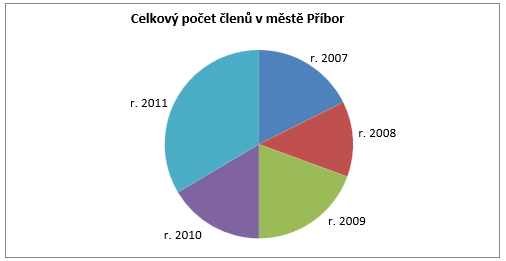 Celkový počet členů v městě Příbor
r. 2007
r. 2008
r. 2009
r. 2010
r. 2011